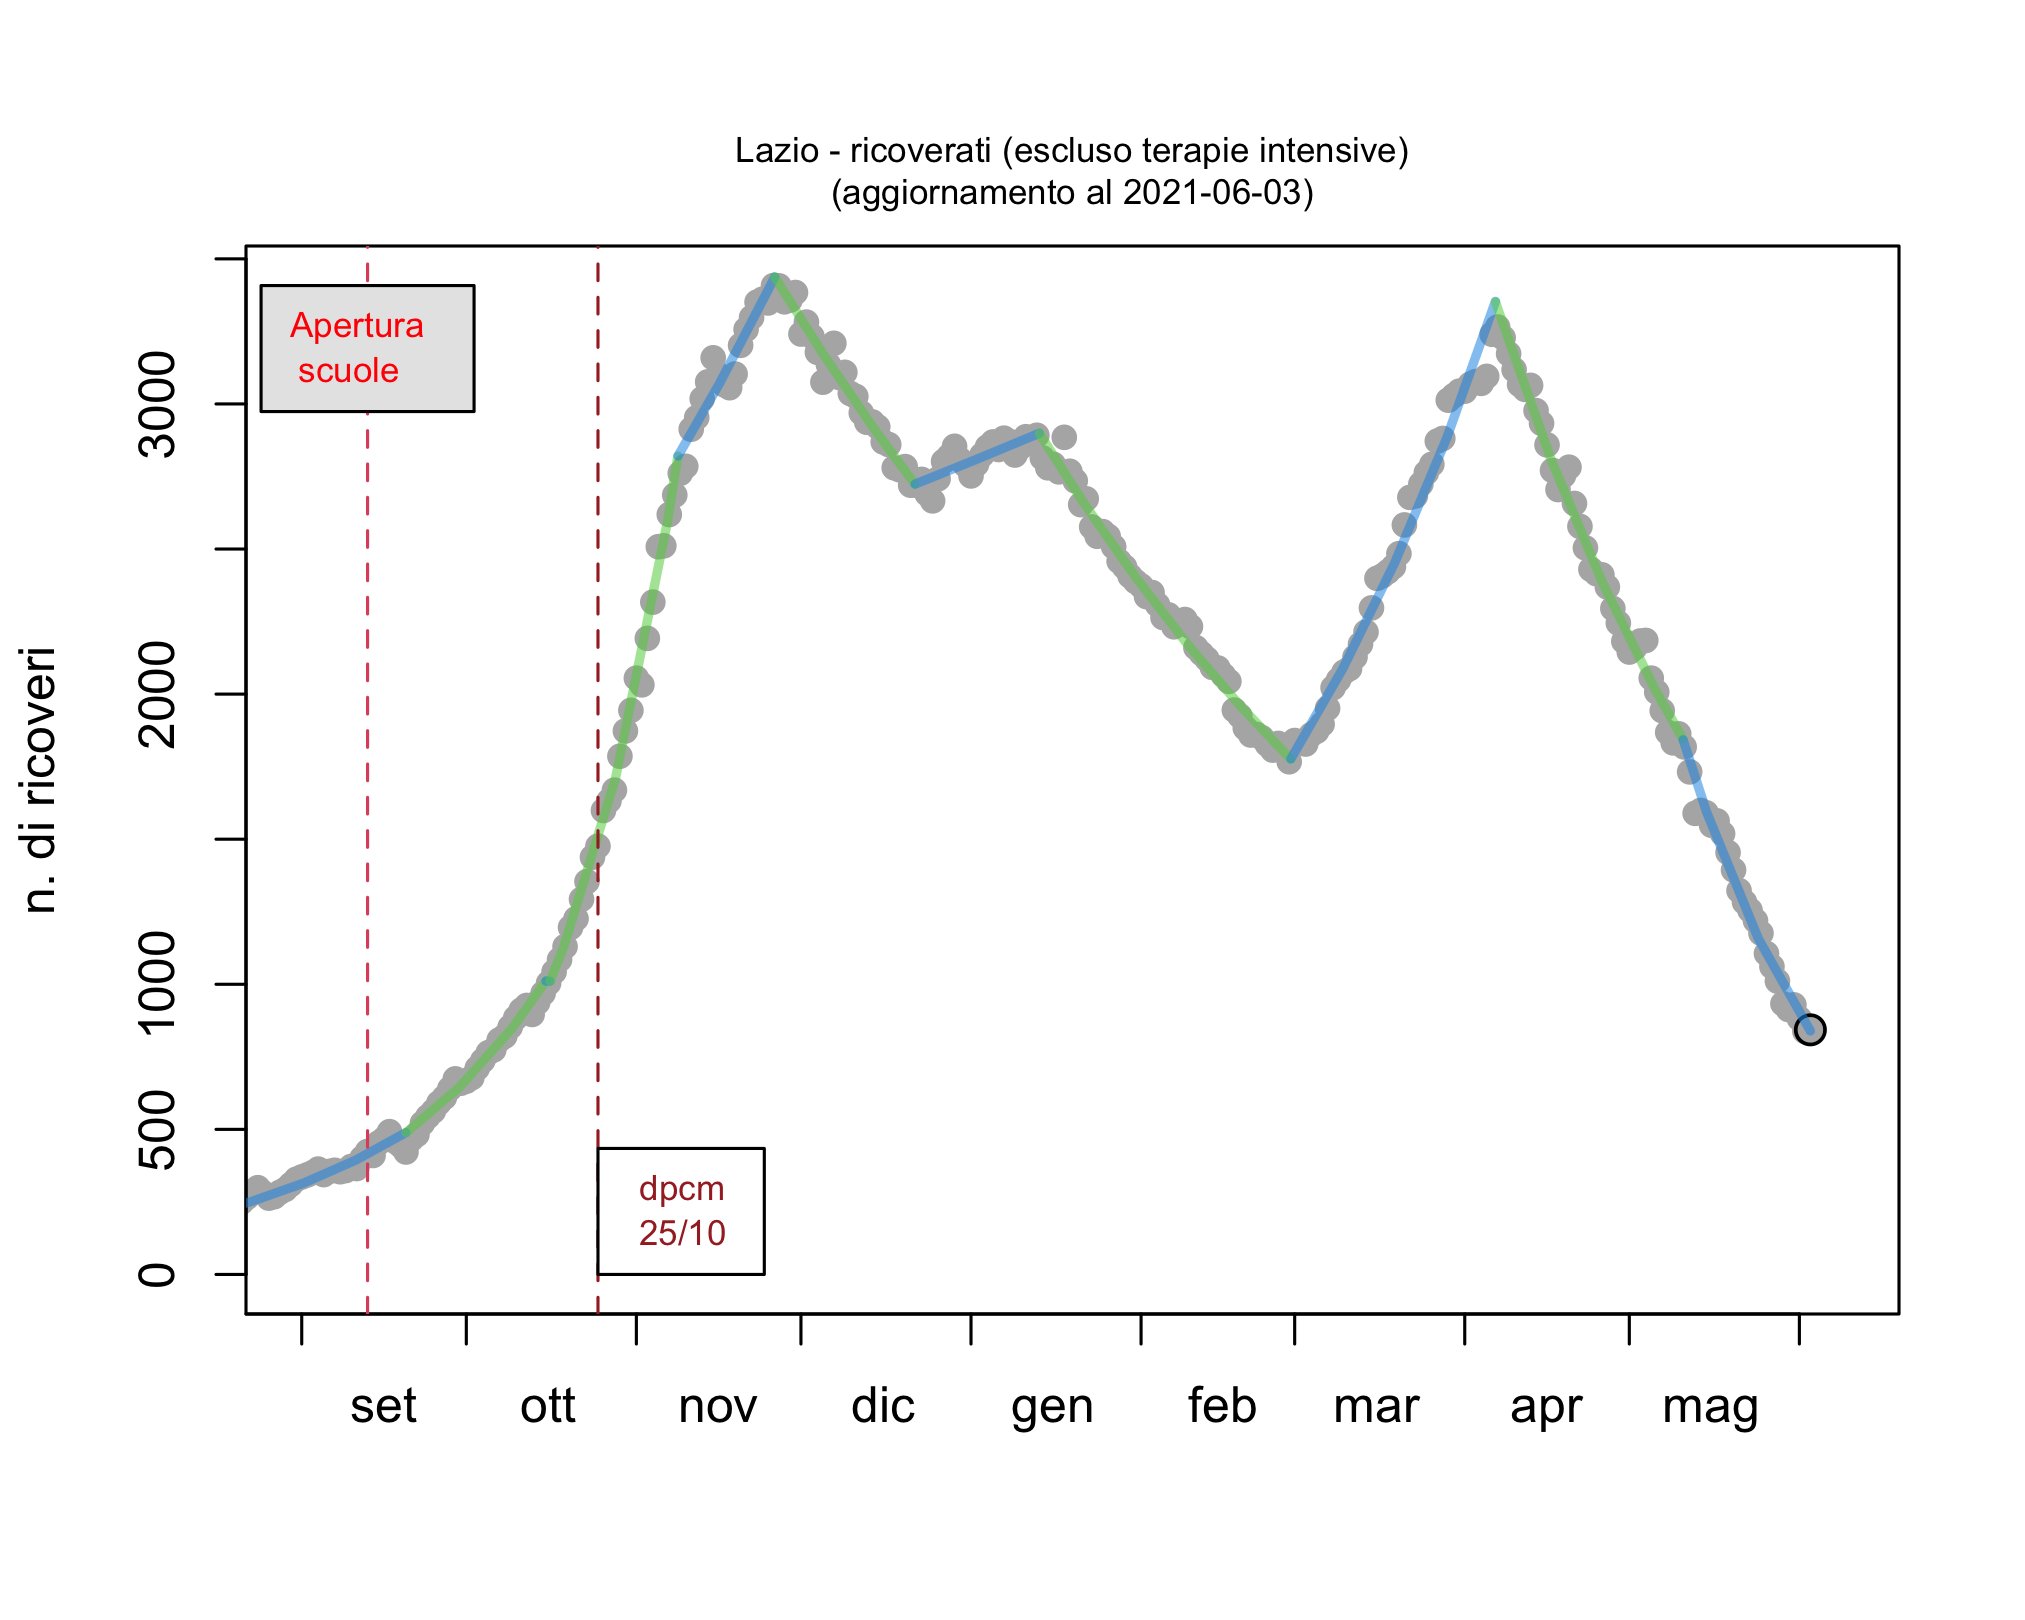 Lazio - ricoverati (escluso terapie intensive)
(aggiornamento al 2021-06-03)
Apertura
scuole
dpcm
25/10
n. di ricoveri
3000
2000
1000
500
0
set ott nov dic gen feb mar apr mag